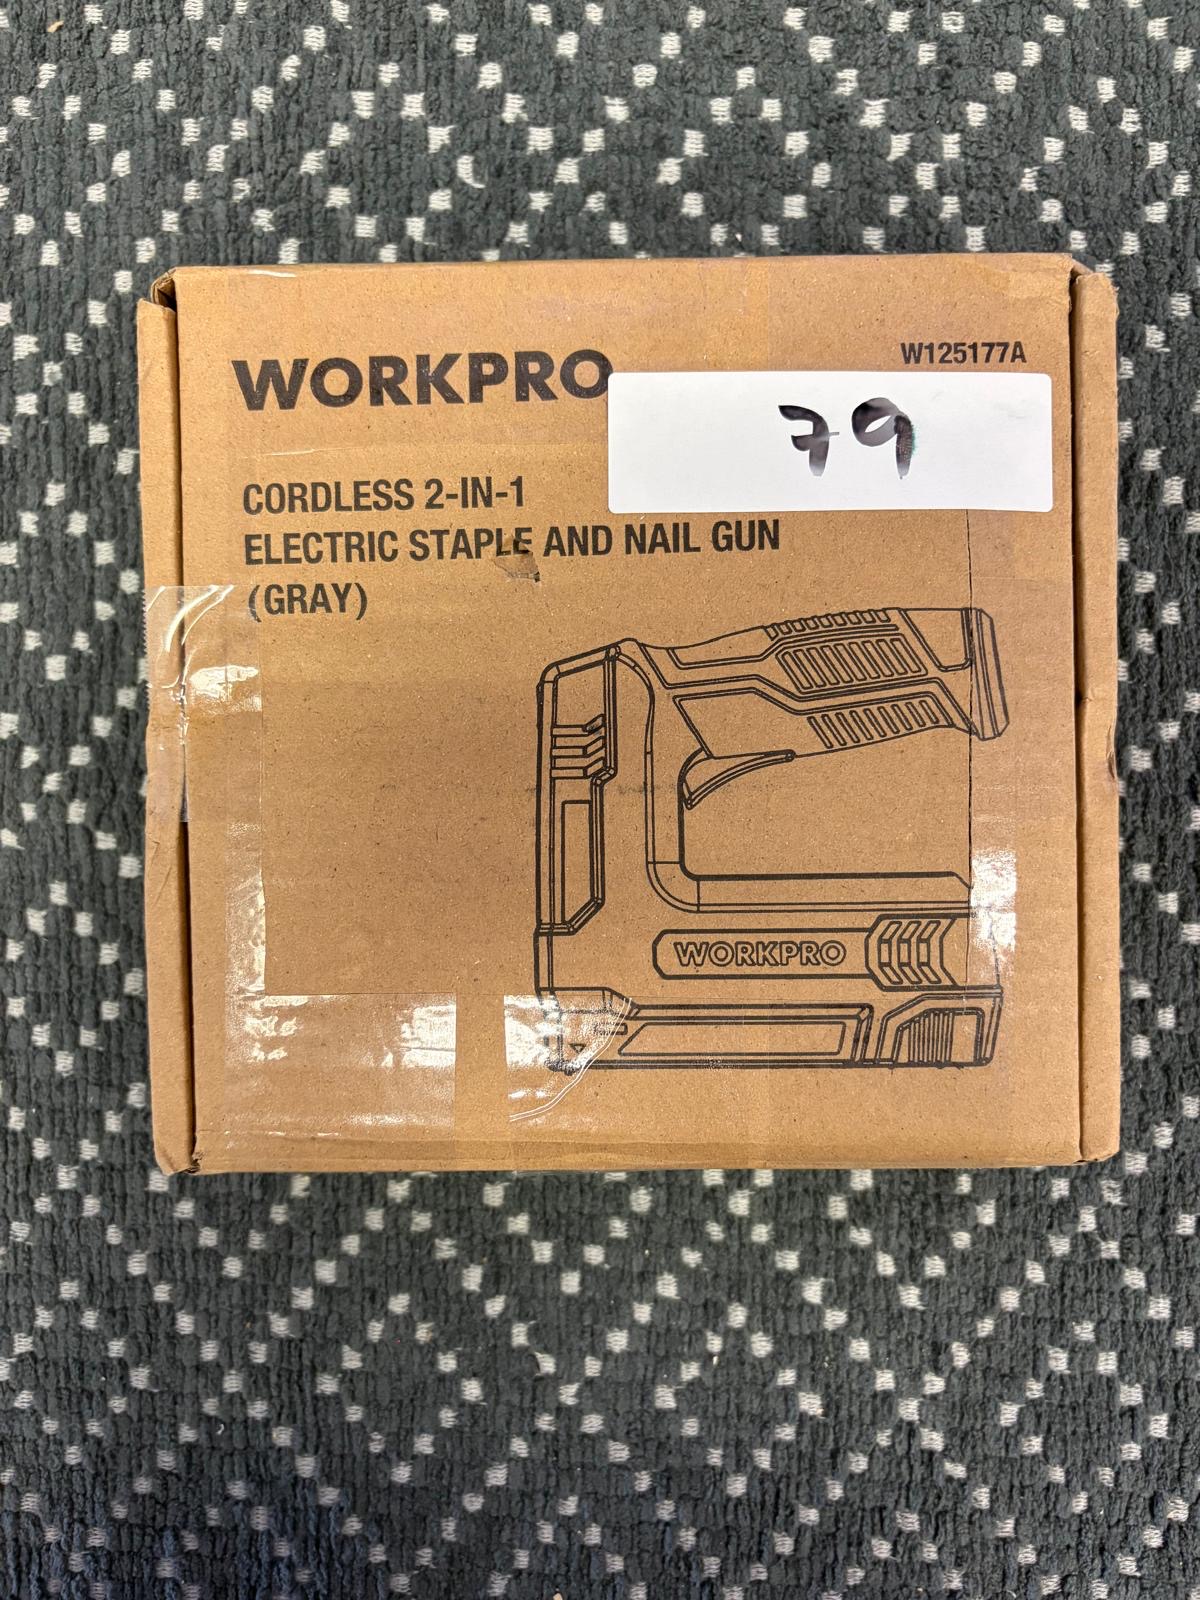 WORKPRO
W125177A
79
CORDLESS 2-IN-1
ELECTRIC STAPLE AND NAIL GUN
(GRAY)
WORKPRO